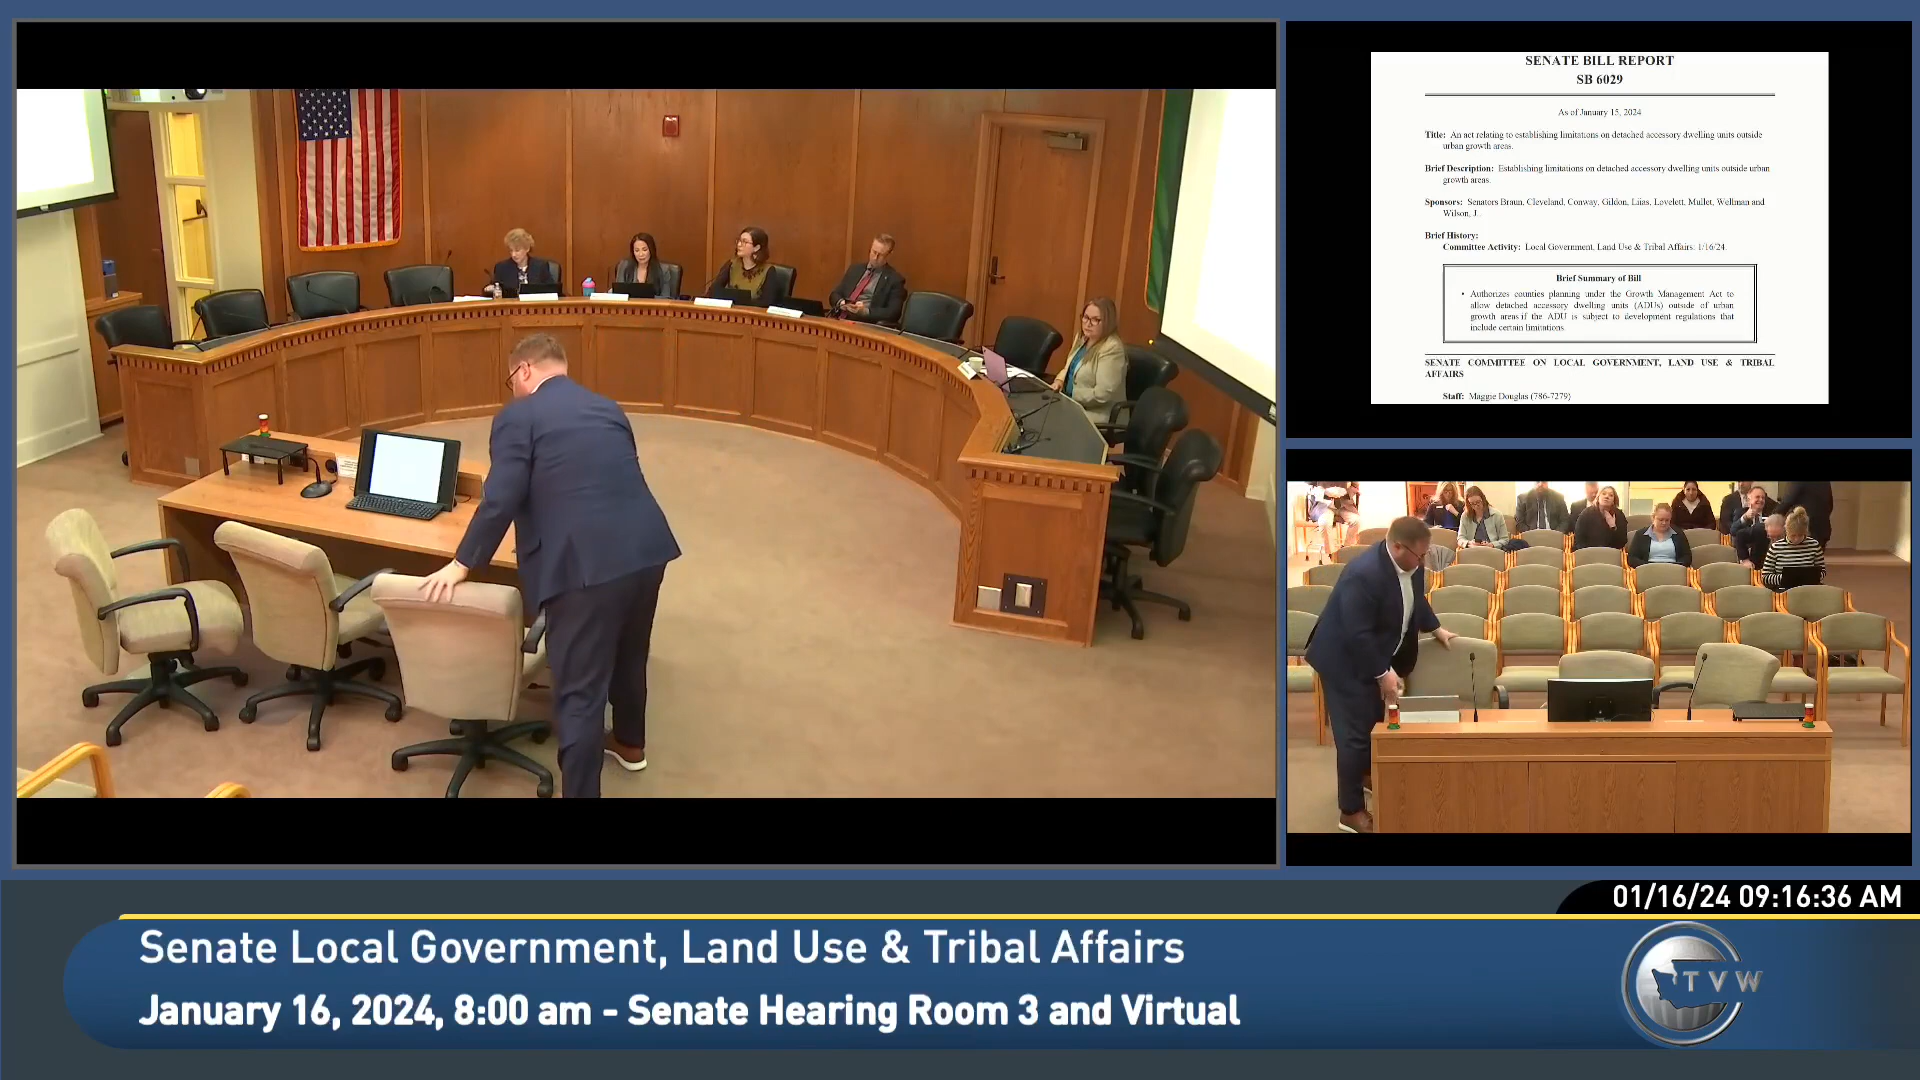 SENATE BILL REPORT
SB 6029
As of January 15, 2024
Title: An act relating to establishing limitations on detached accessory dwelling units outside
urban growth areas.
Brief Description: Establishing limitations on detached accessory dwelling units outside urban
growth areas.
Sponsors: Senators Braun, Cleveland, Conway, Gildon, Liias, Lovelett, Mullet, Wellman and
Wilson, J..
Brief History:
Committee Activity: Local Government, Land Use & Tribal Affairs: 1/16/24.
Brief Summary of Bill
• Authorizes counties planning under the Growth Management Act to
allow detached accessory dwelling units (ADUs) outside of urban
growth areas if the ADU is subject to development regulations that
include certain limitations.
SENATE COMMITTEE ON LOCAL GOVERNMENT, LAND USE & TRIBAL
AFFAIRS
Staff: Maggie Douglas (786-7279)
01/16/24 09:16:36 AM
Senate Local Government, Land Use & Tribal Affairs
January 16, 2024, 8:00 am - Senate Hearing Room 3 and Virtual
TVW